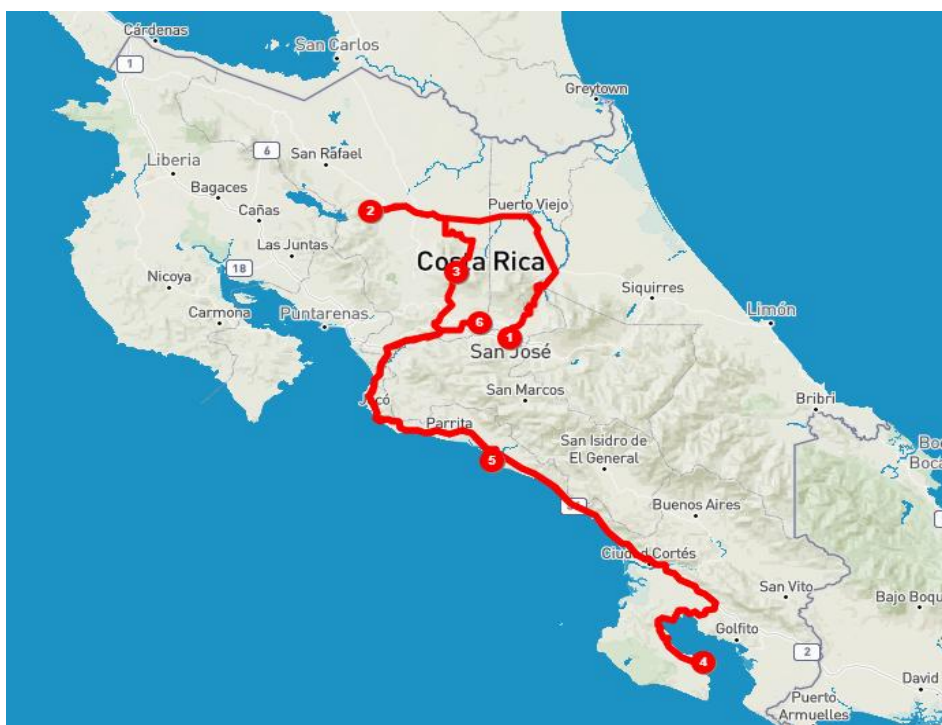 Cárdenas
San Carlos
1
Greytown
6
San Rafael
Liberia
Bagaces
2
Puerto Viejo
Cañas
Las Juntas
Costa Rica
3
18
Nicoya
Siquirres
Carmona
Puntarenas
6
Limón
1
San José
San Marcos
Jacó
Bribri
Parrita
San Isidro de
El General
5
Buenos Aires
Ciudad Cortés
San Vito
Bajo Boqu
Golfito
2
4
David
Puerto
Armuelles